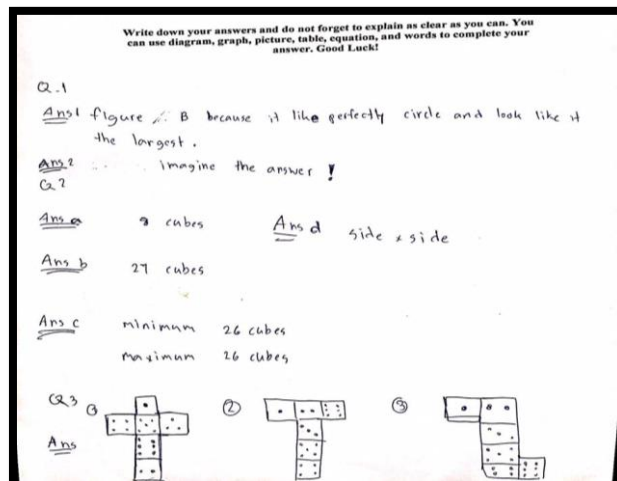 Write down your answers and do not forget to explain as clear as you can. You
can use diagram, graph, picture, table, equation, and words to complete your
answer. Good Luck!
Q.1
Ans1 figure B because it like perfectly circle and look like it
the largest.
Ans 2 imagine the answer !
Q2
Ans a 9 cubes
Ans d side x side
Ans b 27 cubes
Ans c minimum 26 cubes
maximum 26 cubes
Q3 ① ② ③
Ans